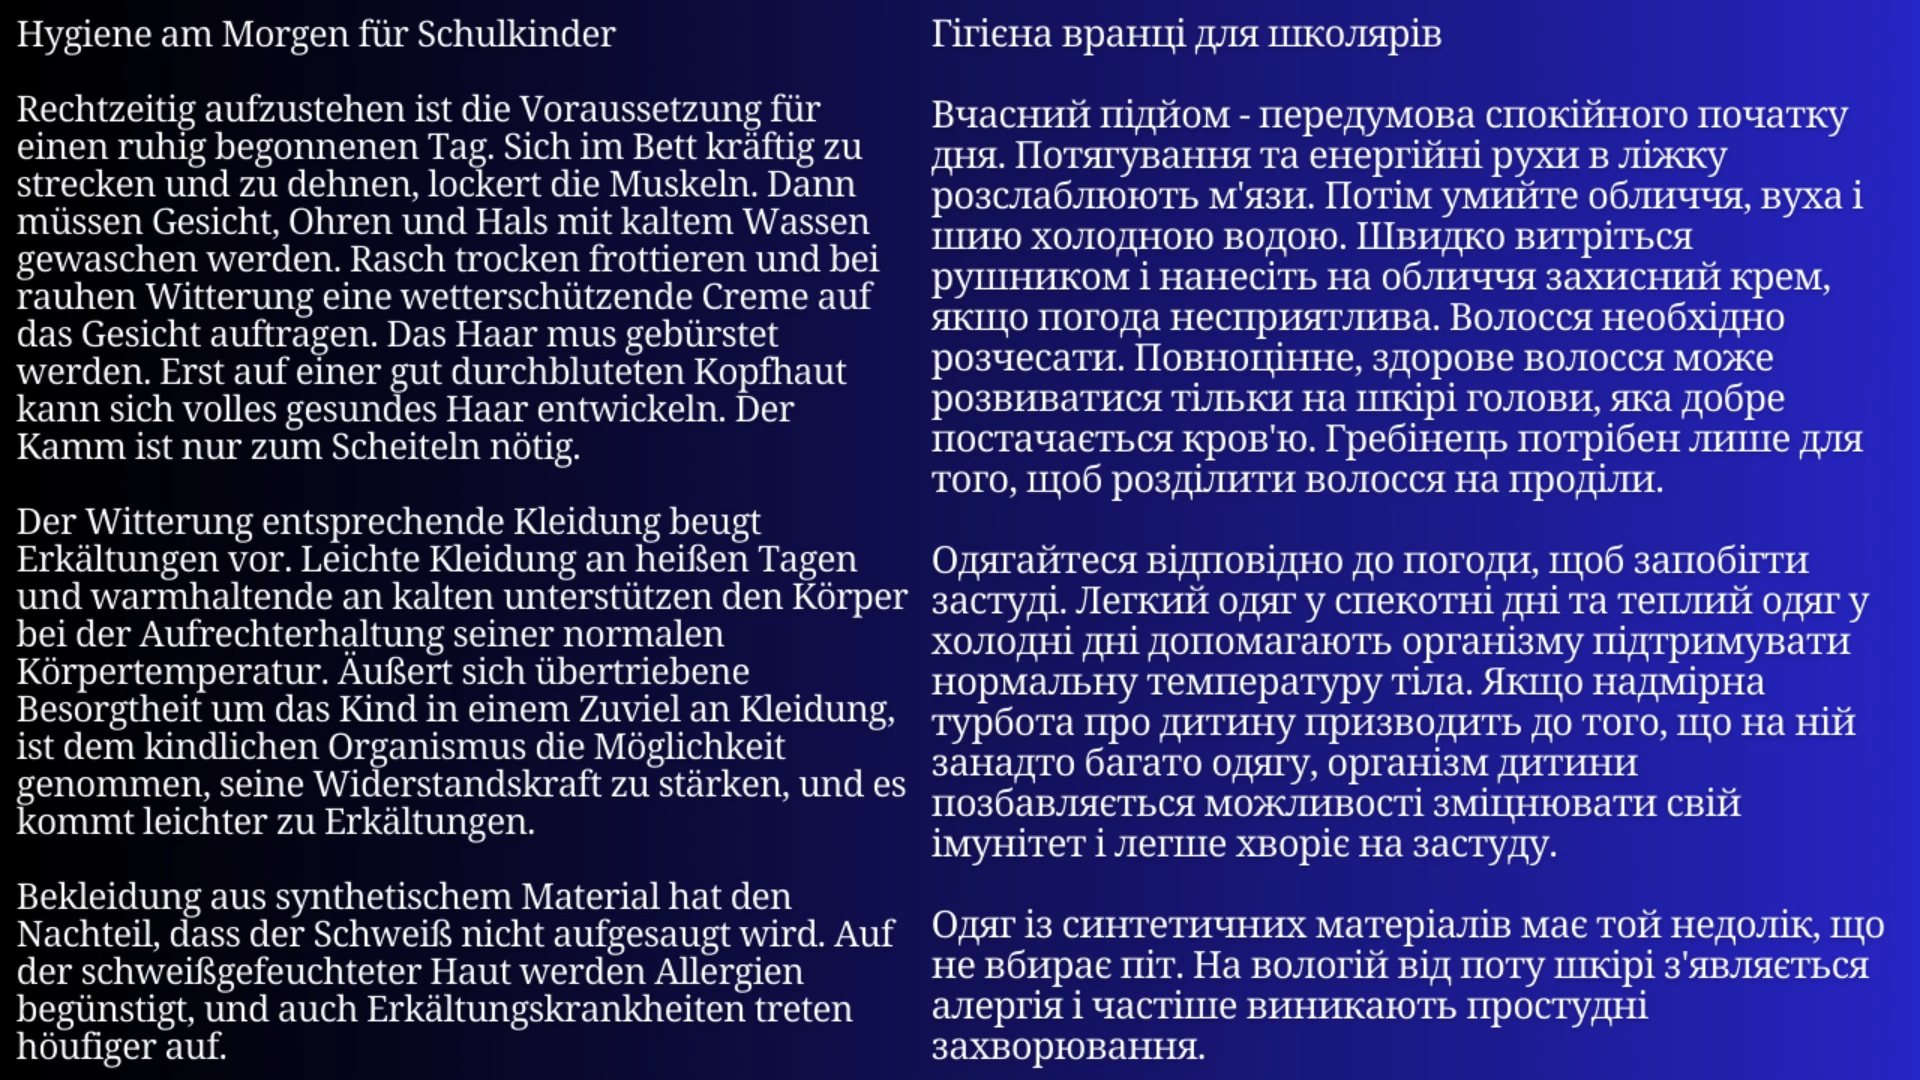 Hygiene am Morgen für Schulkinder
Rechtzeitig aufzustehen ist die Voraussetzung für
einen ruhig begonnenen Tag. Sich im Bett kräftig zu
strecken und zu dehnen, lockert die Muskeln. Dann
müssen Gesicht, Ohren und Hals mit kaltem Wassen
gewaschen werden. Rasch trocken frottieren und bei
rauhen Witterung eine wetterschützende Creme auf
das Gesicht auftragen. Das Haar mus gebürstet
werden. Erst auf einer gut durchbluteten Kopfhaut
kann sich volles gesundes Haar entwickeln. Der
Kamm ist nur zum Scheiteln nötig.
Der Witterung entsprechende Kleidung beugt
Erkältungen vor. Leichte Kleidung an heißen Tagen
und warmhaltende an kalten unterstützen den Körper
bei der Aufrechterhaltung seiner normalen
Körpertemperatur. Äußert sich übertriebene
Besorgtheit um das Kind in einem Zuviel an Kleidung,
ist dem kindlichen Organismus die Möglichkeit
genommen, seine Widerstandskraft zu stärken, und es
kommt leichter zu Erkältungen.
Bekleidung aus synthetischem Material hat den
Nachteil, dass der Schweiß nicht aufgesaugt wird. Auf
der schweißgefeuchteter Haut werden Allergien
begünstigt, und auch Erkältungskrankheiten treten
höufiger auf.
Гігієна вранці для школярів
Вчасний підйом - передумова спокійного початку
дня. Потягування та енергійні рухи в ліжку
розслаблюють м'язи. Потім умийте обличчя, вуха і
шию холодною водою. Швидко витріться
рушником і нанесіть на обличчя захисний крем,
якщо погода несприятлива. Волосся необхідно
розчесати. Повноцінне, здорове волосся може
розвиватися тільки на шкірі голови, яка добре
постачається кров'ю. Гребінець потрібен лише для
того, щоб розділити волосся на проділи.
Одягайтеся відповідно до погоди, щоб запобігти
застуді. Легкий одяг у спекотні дні та теплий одяг у
холодні дні допомагають організму підтримувати
нормальну температуру тіла. Якщо надмірна
турбота про дитину призводить до того, що на ній
занадто багато одягу, організм дитини
позбавляється можливості зміцнювати свій
імунітет і легше хворіє на застуду.
Одяг із синтетичних матеріалів має той недолік, що
не вбирає піт. На вологій від поту шкірі з'являється
алергія і частіше виникають простудні
захворювання.